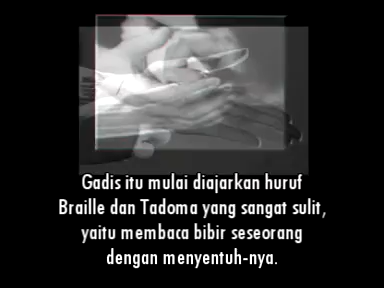 Gadis itu mulai diajarkan huruf
Braille dan Tadoma yang sangat sulit,
yaitu membaca bibir seseorang
dengan menyentuh-nya.